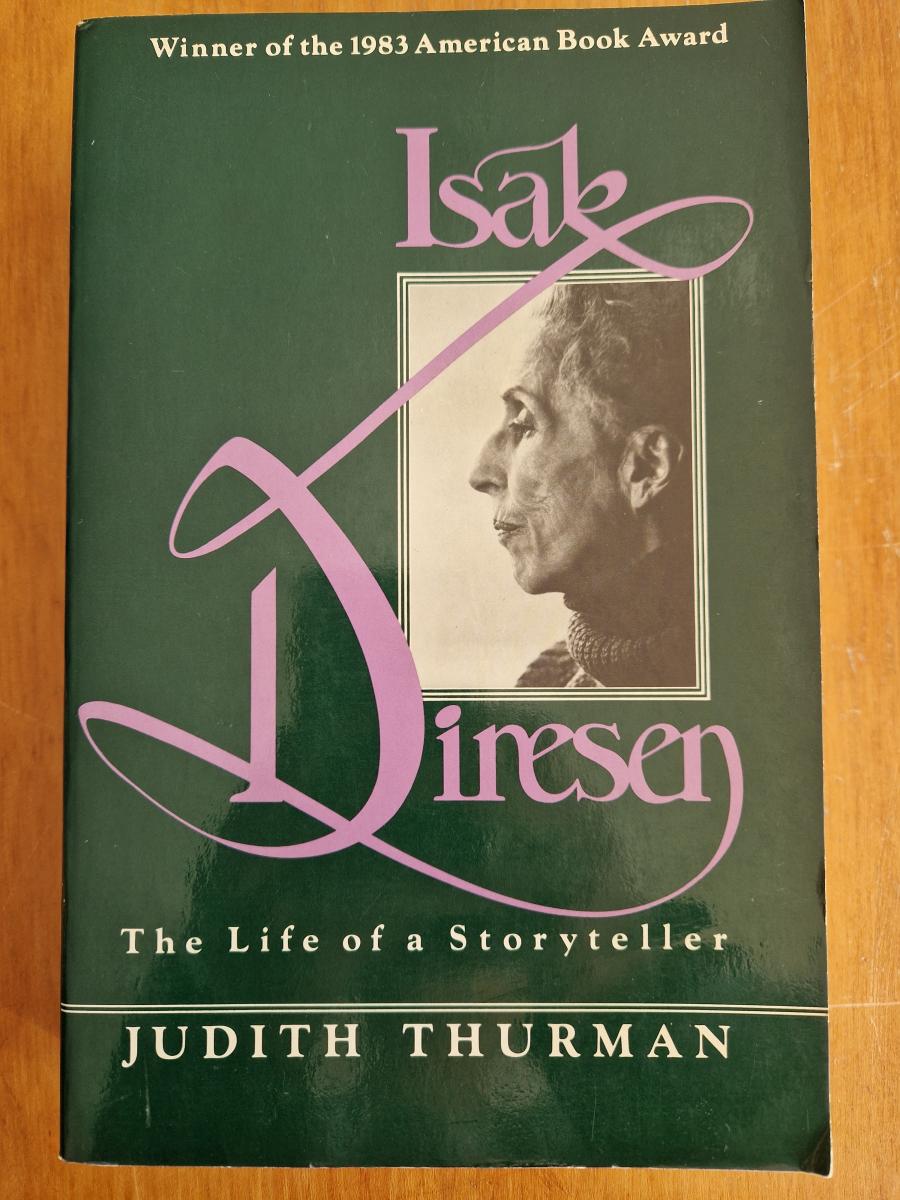 Winner of the 1983 American Book Award
Isak
Dinesen
The Life of a Storyteller
JUDITH THURMAN